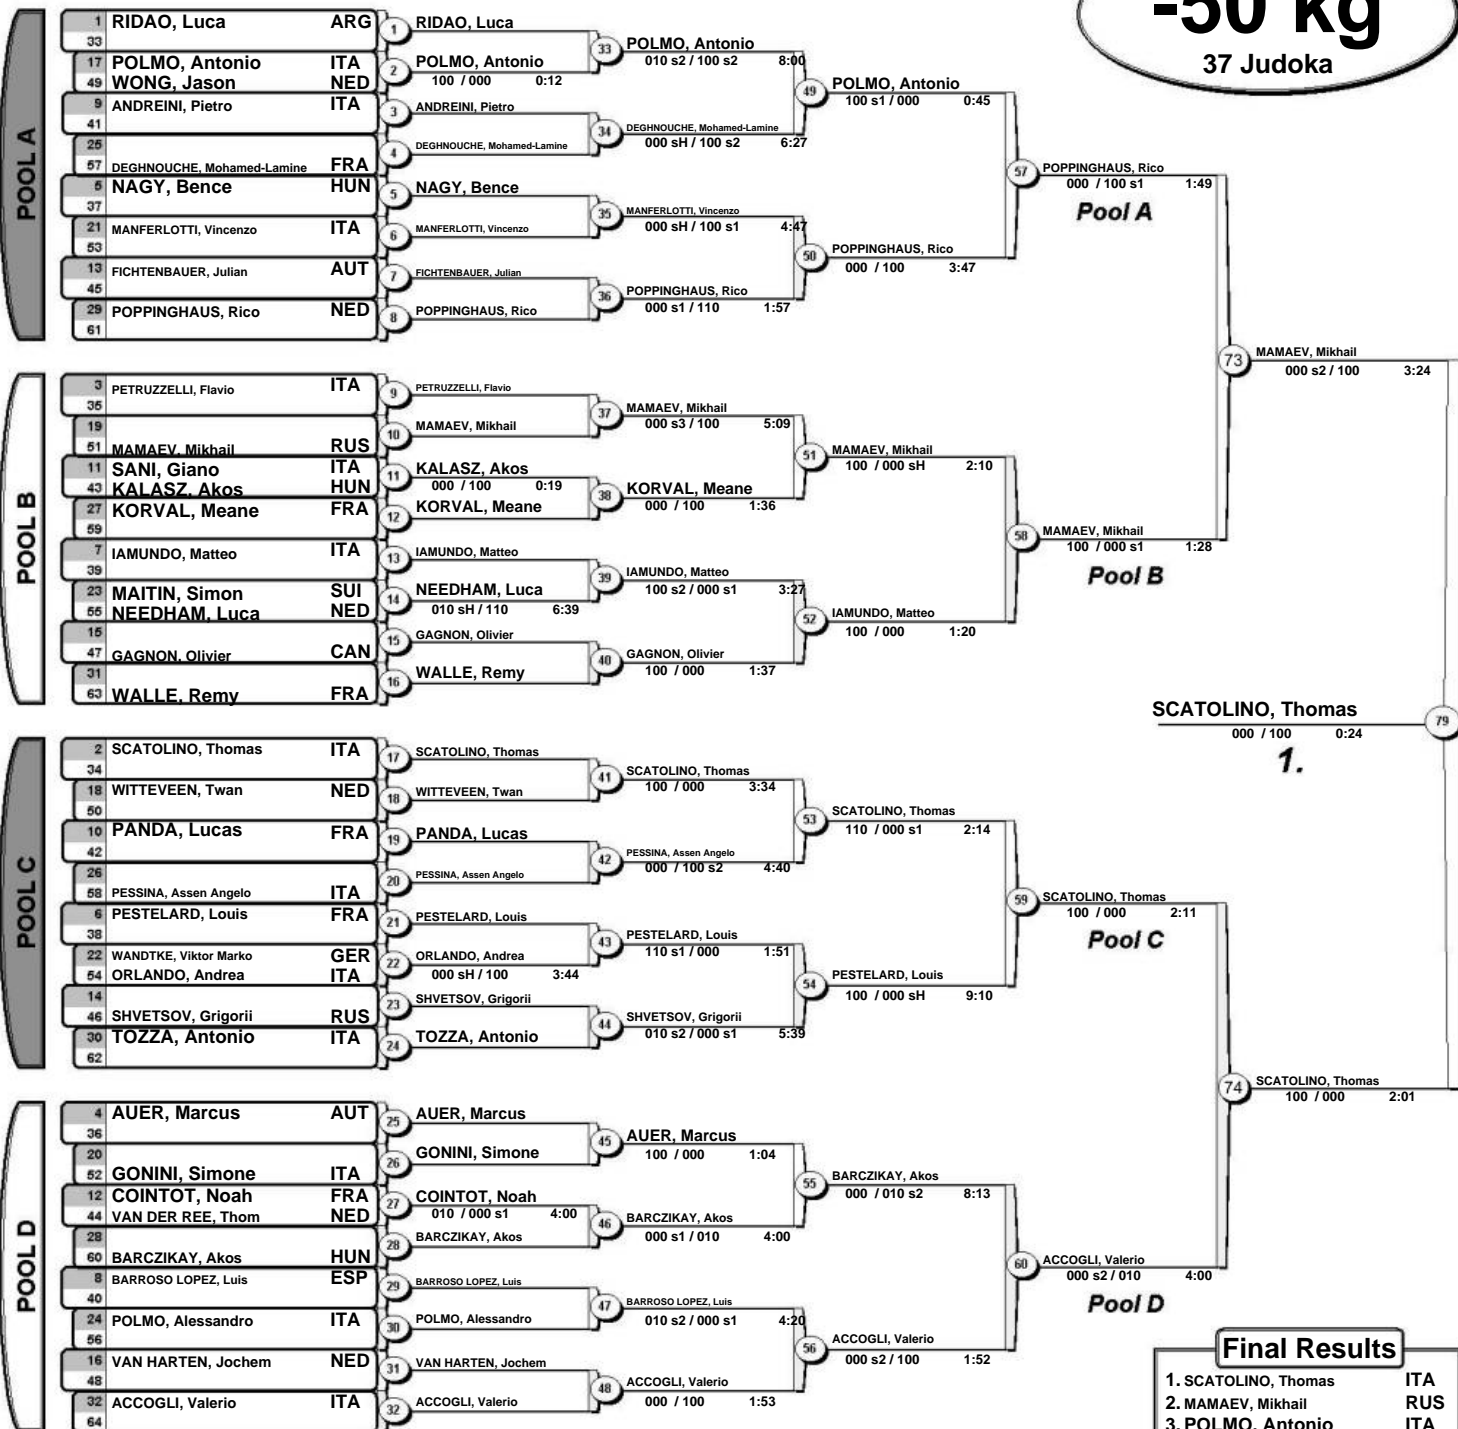 -50 kg
37 Judoka
POOL A
1 RIDAO, Luca ARG
33
17 POLMO, Antonio ITA
49 WONG, Jason NED
9 ANDREINI, Pietro ITA
41
25
57 DEGHNOUCHE, Mohamed-Lamine FRA
5 NAGY, Bence HUN
37
21 MANFERLOTTI, Vincenzo ITA
53
13 FICHTENBAUER, Julian AUT
45
29 POPPINGHAUS, Rico NED
61
1 RIDAO, Luca
2 POLMO, Antonio
100 / 000 0:12
3 ANDREINI, Pietro
4 DEGHNOUCHE, Mohamed-Lamine
5 NAGY, Bence
6 MANFERLOTTI, Vincenzo
7 FICHTENBAUER, Julian
8 POPPINGHAUS, Rico
33 POLMO, Antonio
010 s2 / 100 s2 8:00
34 DEGHNOUCHE, Mohamed-Lamine
000 sH / 100 s2 6:27
35 MANFERLOTTI, Vincenzo
000 sH / 100 s1 4:47
36 POPPINGHAUS, Rico
000 s1 / 110 1:57
49 POLMO, Antonio
100 s1 / 000 0:45
50 POPPINGHAUS, Rico
000 / 100 3:47
57 POPPINGHAUS, Rico
000 / 100 s1 1:49
Pool A
POOL B
3 PETRUZZELLI, Flavio ITA
35
19
51 MAMAEV, Mikhail RUS
11 SANI, Giano ITA
43 KALASZ, Akos HUN
27 KORVAL, Meane FRA
59
7 IAMUNDO, Matteo ITA
39
23 MAITIN, Simon SUI
55 NEEDHAM, Luca NED
15
47 GAGNON, Olivier CAN
31
63 WALLE, Remy FRA
9 PETRUZZELLI, Flavio
10 MAMAEV, Mikhail
11 KALASZ, Akos
000 / 100 0:19
12 KORVAL, Meane
13 IAMUNDO, Matteo
14 NEEDHAM, Luca
010 sH / 110 6:39
15 GAGNON, Olivier
16 WALLE, Remy
37 MAMAEV, Mikhail
000 s3 / 100 5:09
38 KORVAL, Meane
000 / 100 1:36
39 IAMUNDO, Matteo
100 s2 / 000 s1 3:27
40 GAGNON, Olivier
100 / 000 1:37
51 MAMAEV, Mikhail
100 / 000 sH 2:10
52 IAMUNDO, Matteo
100 / 000 1:20
58 MAMAEV, Mikhail
100 / 000 s1 1:28
Pool B
73 MAMAEV, Mikhail
000 s2 / 100 3:24
SCATOLINO, Thomas 79
000 / 100 0:24
1.
POOL C
2 SCATOLINO, Thomas ITA
34
18 WITTEVEEN, Twan NED
50
10 PANDA, Lucas FRA
42
26
58 PESSINA, Assen Angelo ITA
6 PESTELARD, Louis FRA
38
22 WANDTKE, Viktor Marko GER
54 ORLANDO, Andrea ITA
14
46 SHVETSOV, Grigorii RUS
30 TOZZA, Antonio ITA
62
17 SCATOLINO, Thomas
18 WITTEVEEN, Twan
19 PANDA, Lucas
20 PESSINA, Assen Angelo
21 PESTELARD, Louis
22 ORLANDO, Andrea
000 sH / 100 3:44
23 SHVETSOV, Grigorii
24 TOZZA, Antonio
41 SCATOLINO, Thomas
100 / 000 3:34
42 PESSINA, Assen Angelo
000 / 100 s2 4:40
43 PESTELARD, Louis
110 s1 / 000 1:51
44 SHVETSOV, Grigorii
010 s2 / 000 s1 5:39
53 SCATOLINO, Thomas
110 / 000 s1 2:14
54 PESTELARD, Louis
100 / 000 sH 9:10
59 SCATOLINO, Thomas
100 / 000 2:11
Pool C
74 SCATOLINO, Thomas
100 / 000 2:01
POOL D
4 AUER, Marcus AUT
36
20
52 GONINI, Simone ITA
12 COINTOT, Noah FRA
44 VAN DER REE, Thom NED
28
60 BARCZIKAY, Akos HUN
8 BARROSO LOPEZ, Luis ESP
40
24 POLMO, Alessandro ITA
56
16 VAN HARTEN, Jochem NED
48
32 ACCOGLI, Valerio ITA
64
25 AUER, Marcus
26 GONINI, Simone
27 COINTOT, Noah
010 / 000 s1 4:00
28 BARCZIKAY, Akos
29 BARROSO LOPEZ, Luis
30 POLMO, Alessandro
31 VAN HARTEN, Jochem
32 ACCOGLI, Valerio
45 AUER, Marcus
100 / 000 1:04
46 BARCZIKAY, Akos
000 s1 / 010 4:00
47 BARROSO LOPEZ, Luis
010 s2 / 000 s1 4:20
48 ACCOGLI, Valerio
000 / 100 1:53
55 BARCZIKAY, Akos
000 / 010 s2 8:13
56 ACCOGLI, Valerio
000 s2 / 100 1:52
60 ACCOGLI, Valerio
000 s2 / 010 4:00
Pool D
Final Results
1. SCATOLINO, Thomas ITA
2. MAMAEV, Mikhail RUS
3. POLMO, Antonio ITA